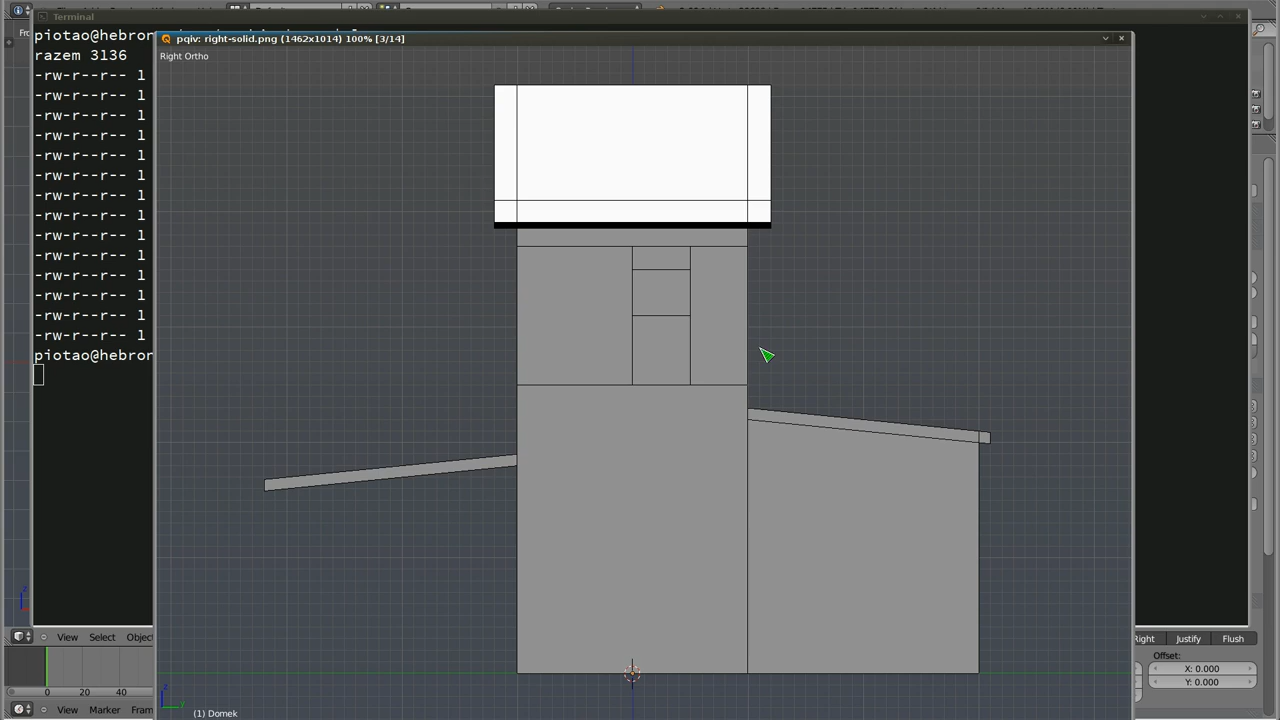 Terminal
piotao@hebron
pqiv: right-solid.png (1462x1014) 100% [3/14]
razem 3136
Right Ortho
-rw-r--r-- 1
-rw-r--r-- 1
-rw-r--r-- 1
-rw-r--r-- 1
-rw-r--r-- 1
-rw-r--r-- 1
-rw-r--r-- 1
-rw-r--r-- 1
-rw-r--r-- 1
-rw-r--r-- 1
-rw-r--r-- 1
-rw-r--r-- 1
-rw-r--r-- 1
-rw-r--r-- 1
piotao@hebron
z
y
(1) Domek
View Select Object
Right Justify Flush
Offset:
X: 0.000
Y: 0.000
0 20 40
View Marker Fram